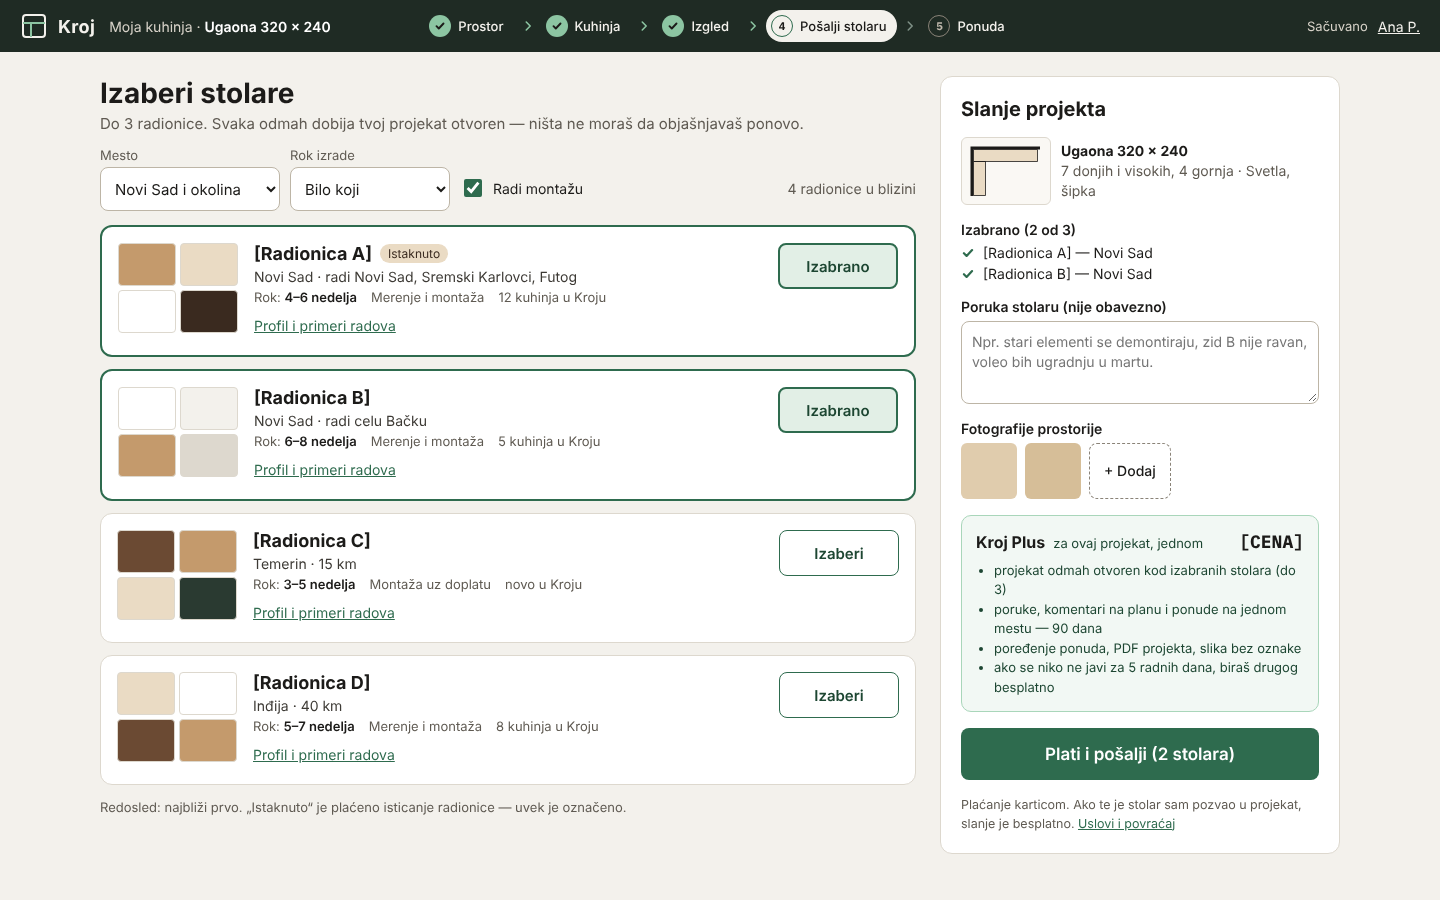 Kroj
Moja kuhinja · Ugaona 320 × 240
Prostor
Kuhinja
Izgled
4 Pošalji stolaru
5 Ponuda
Sačuvano Ana P.
Izaberi stolare
Do 3 radionice. Svaka odmah dobija tvoj projekat otvoren — ništa ne moraš da objašnjavaš ponovo.
Mesto
Rok izrade
Novi Sad i okolina
Bilo koji
Radi montažu
4 radionice u blizini
[Radionica A] Istaknuto
Novi Sad · radi Novi Sad, Sremski Karlovci, Futog
Rok: 4–6 nedelja Merenje i montaža 12 kuhinja u Kroju
Profil i primeri radova
Izabrano
[Radionica B]
Novi Sad · radi celu Bačku
Rok: 6–8 nedelja Merenje i montaža 5 kuhinja u Kroju
Profil i primeri radova
Izabrano
[Radionica C]
Temerin · 15 km
Rok: 3–5 nedelja Montaža uz doplatu novo u Kroju
Profil i primeri radova
Izaberi
[Radionica D]
Inđija · 40 km
Rok: 5–7 nedelja Merenje i montaža 8 kuhinja u Kroju
Profil i primeri radova
Izaberi
Redosled: najbliži prvo. „Istaknuto“ je plaćeno isticanje radionice — uvek je označeno.
Slanje projekta
Ugaona 320 × 240
7 donjih i visokih, 4 gornja · Svetla,
šipka
Izabrano (2 od 3)
[Radionica A] — Novi Sad
[Radionica B] — Novi Sad
Poruka stolaru (nije obavezno)
Npr. stari elementi se demontiraju, zid B nije ravan,
voleo bih ugradnju u martu.
Fotografije prostorije
+ Dodaj
Kroj Plus za ovaj projekat, jednom [CENA]
• projekat odmah otvoren kod izabranih stolara (do
3)
• poruke, komentari na planu i ponude na jednom
mestu — 90 dana
• poređenje ponuda, PDF projekta, slika bez oznake
• ako se niko ne javi za 5 radnih dana, biraš drugog
besplatno
Plati i pošalji (2 stolara)
Plaćanje karticom. Ako te je stolar sam pozvao u projekat,
slanje je besplatno. Uslovi i povraćaj